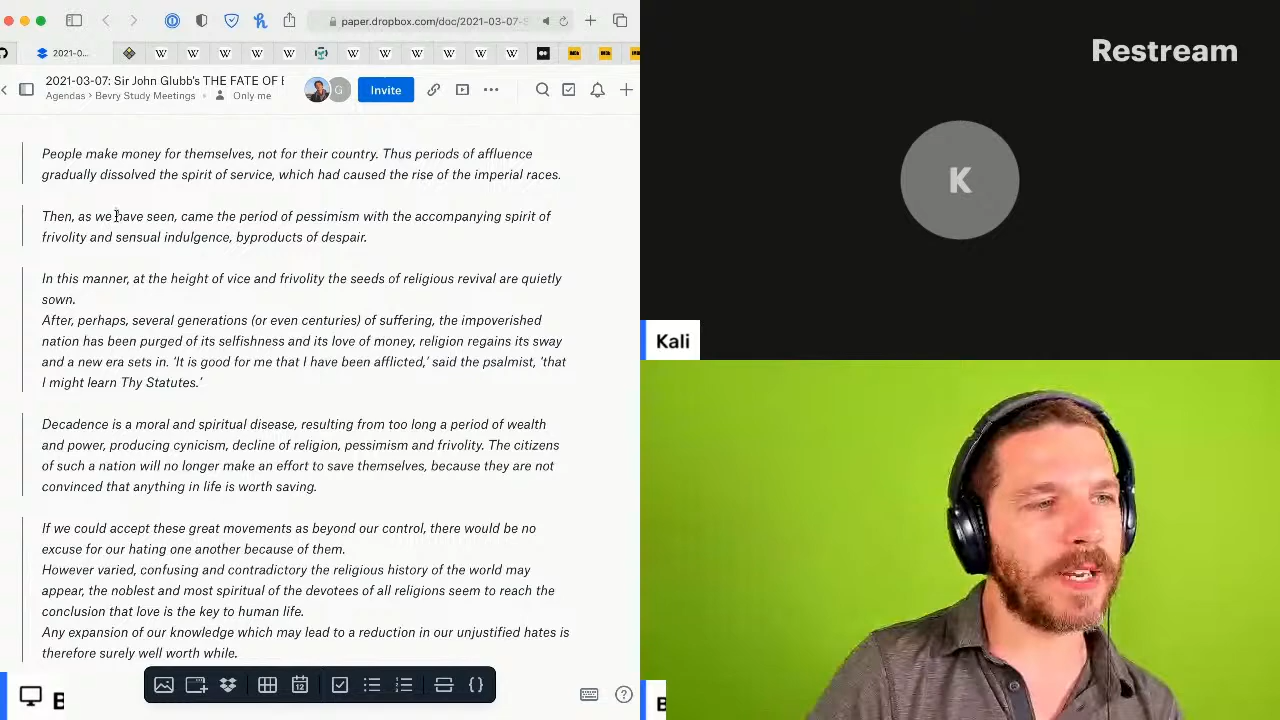 paper.dropbox.com/doc/2021-03-07-S
2021-0...
2021-03-07: Sir John Glubb's THE FATE OF E
Agendas > Bevry Study Meetings
Only me
G
Invite
People make money for themselves, not for their country. Thus periods of affluence
gradually dissolved the spirit of service, which had caused the rise of the imperial races.
Then, as we have seen, came the period of pessimism with the accompanying spirit of
frivolity and sensual indulgence, byproducts of despair.
In this manner, at the height of vice and frivolity the seeds of religious revival are quietly
sown.
After, perhaps, several generations (or even centuries) of suffering, the impoverished
nation has been purged of its selfishness and its love of money, religion regains its sway
and a new era sets in. 'It is good for me that I have been afflicted,' said the psalmist, 'that
I might learn Thy Statutes.'
Decadence is a moral and spiritual disease, resulting from too long a period of wealth
and power, producing cynicism, decline of religion, pessimism and frivolity. The citizens
of such a nation will no longer make an effort to save themselves, because they are not
convinced that anything in life is worth saving.
If we could accept these great movements as beyond our control, there would be no
excuse for our hating one another because of them.
However varied, confusing and contradictory the religious history of the world may
appear, the noblest and most spiritual of the devotees of all religions seem to reach the
conclusion that love is the key to human life.
Any expansion of our knowledge which may lead to a reduction in our unjustified hates is
therefore surely well worth while.
12
B
Restream
K
Kali
B